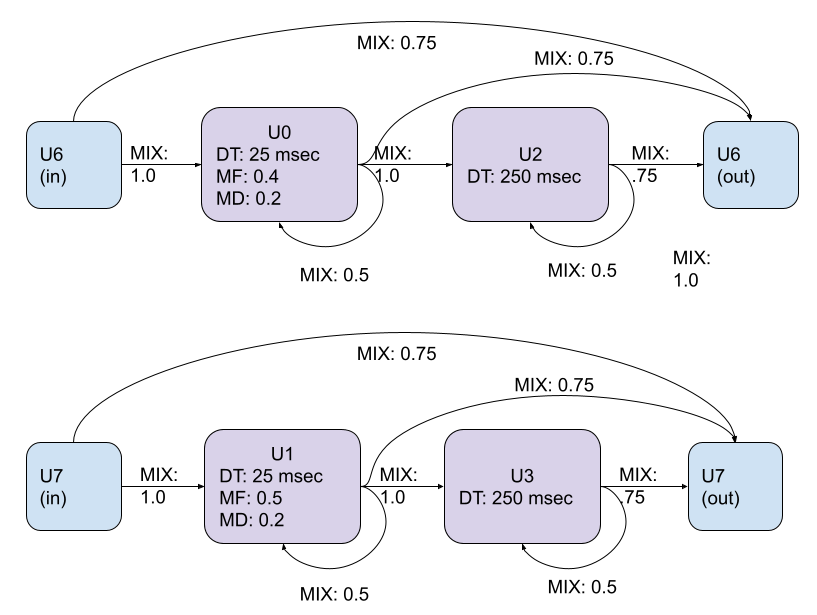 MIX: 0.75
MIX: 0.75
U6
(in)
MIX:
1.0
U0
DT: 25 msec
MF: 0.4
MD: 0.2
MIX:
1.0
U2
DT: 250 msec
MIX:
.75
U6
(out)
MIX: 0.5
MIX: 0.5
MIX:
1.0
MIX: 0.75
MIX: 0.75
U7
(in)
MIX:
1.0
U1
DT: 25 msec
MF: 0.5
MD: 0.2
MIX:
1.0
U3
DT: 250 msec
MIX:
.75
U7
(out)
MIX: 0.5
MIX: 0.5